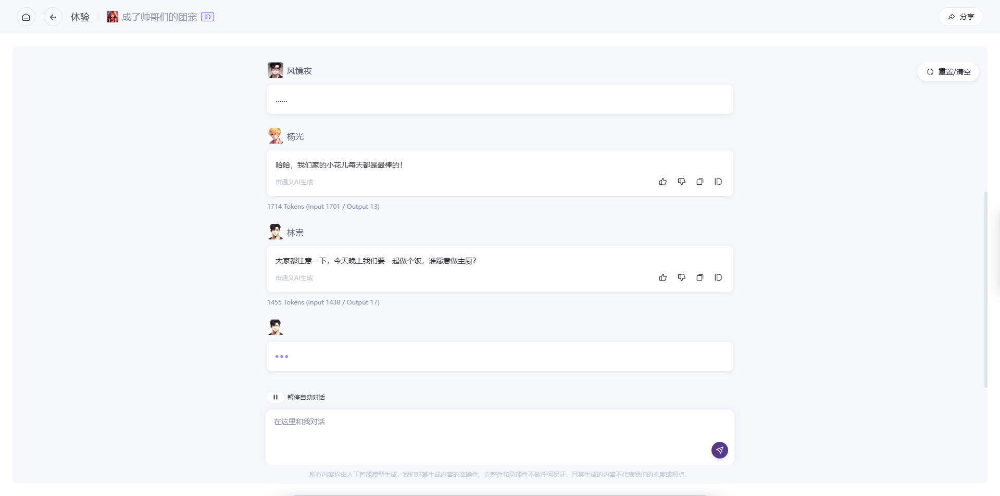 体验
成了帅哥们的团宠
ID
分享
重置/清空
风镜夜
......
杨光
哈哈，我们家的小花儿每天都是最棒的！
由通义AI生成
1714 Tokens (Input 1701 / Output 13)
林崇
大家都注意一下，今天晚上我们要一起做个饭，谁愿意做主厨？
由通义AI生成
1455 Tokens (Input 1438 / Output 17)
暂停自动对话
在这里和我对话
所有内容均由人工智能模型生成，我们对其生成内容的准确性、完整性和功能性不做任何保证，且其生成的内容不代表我们的态度或观点。